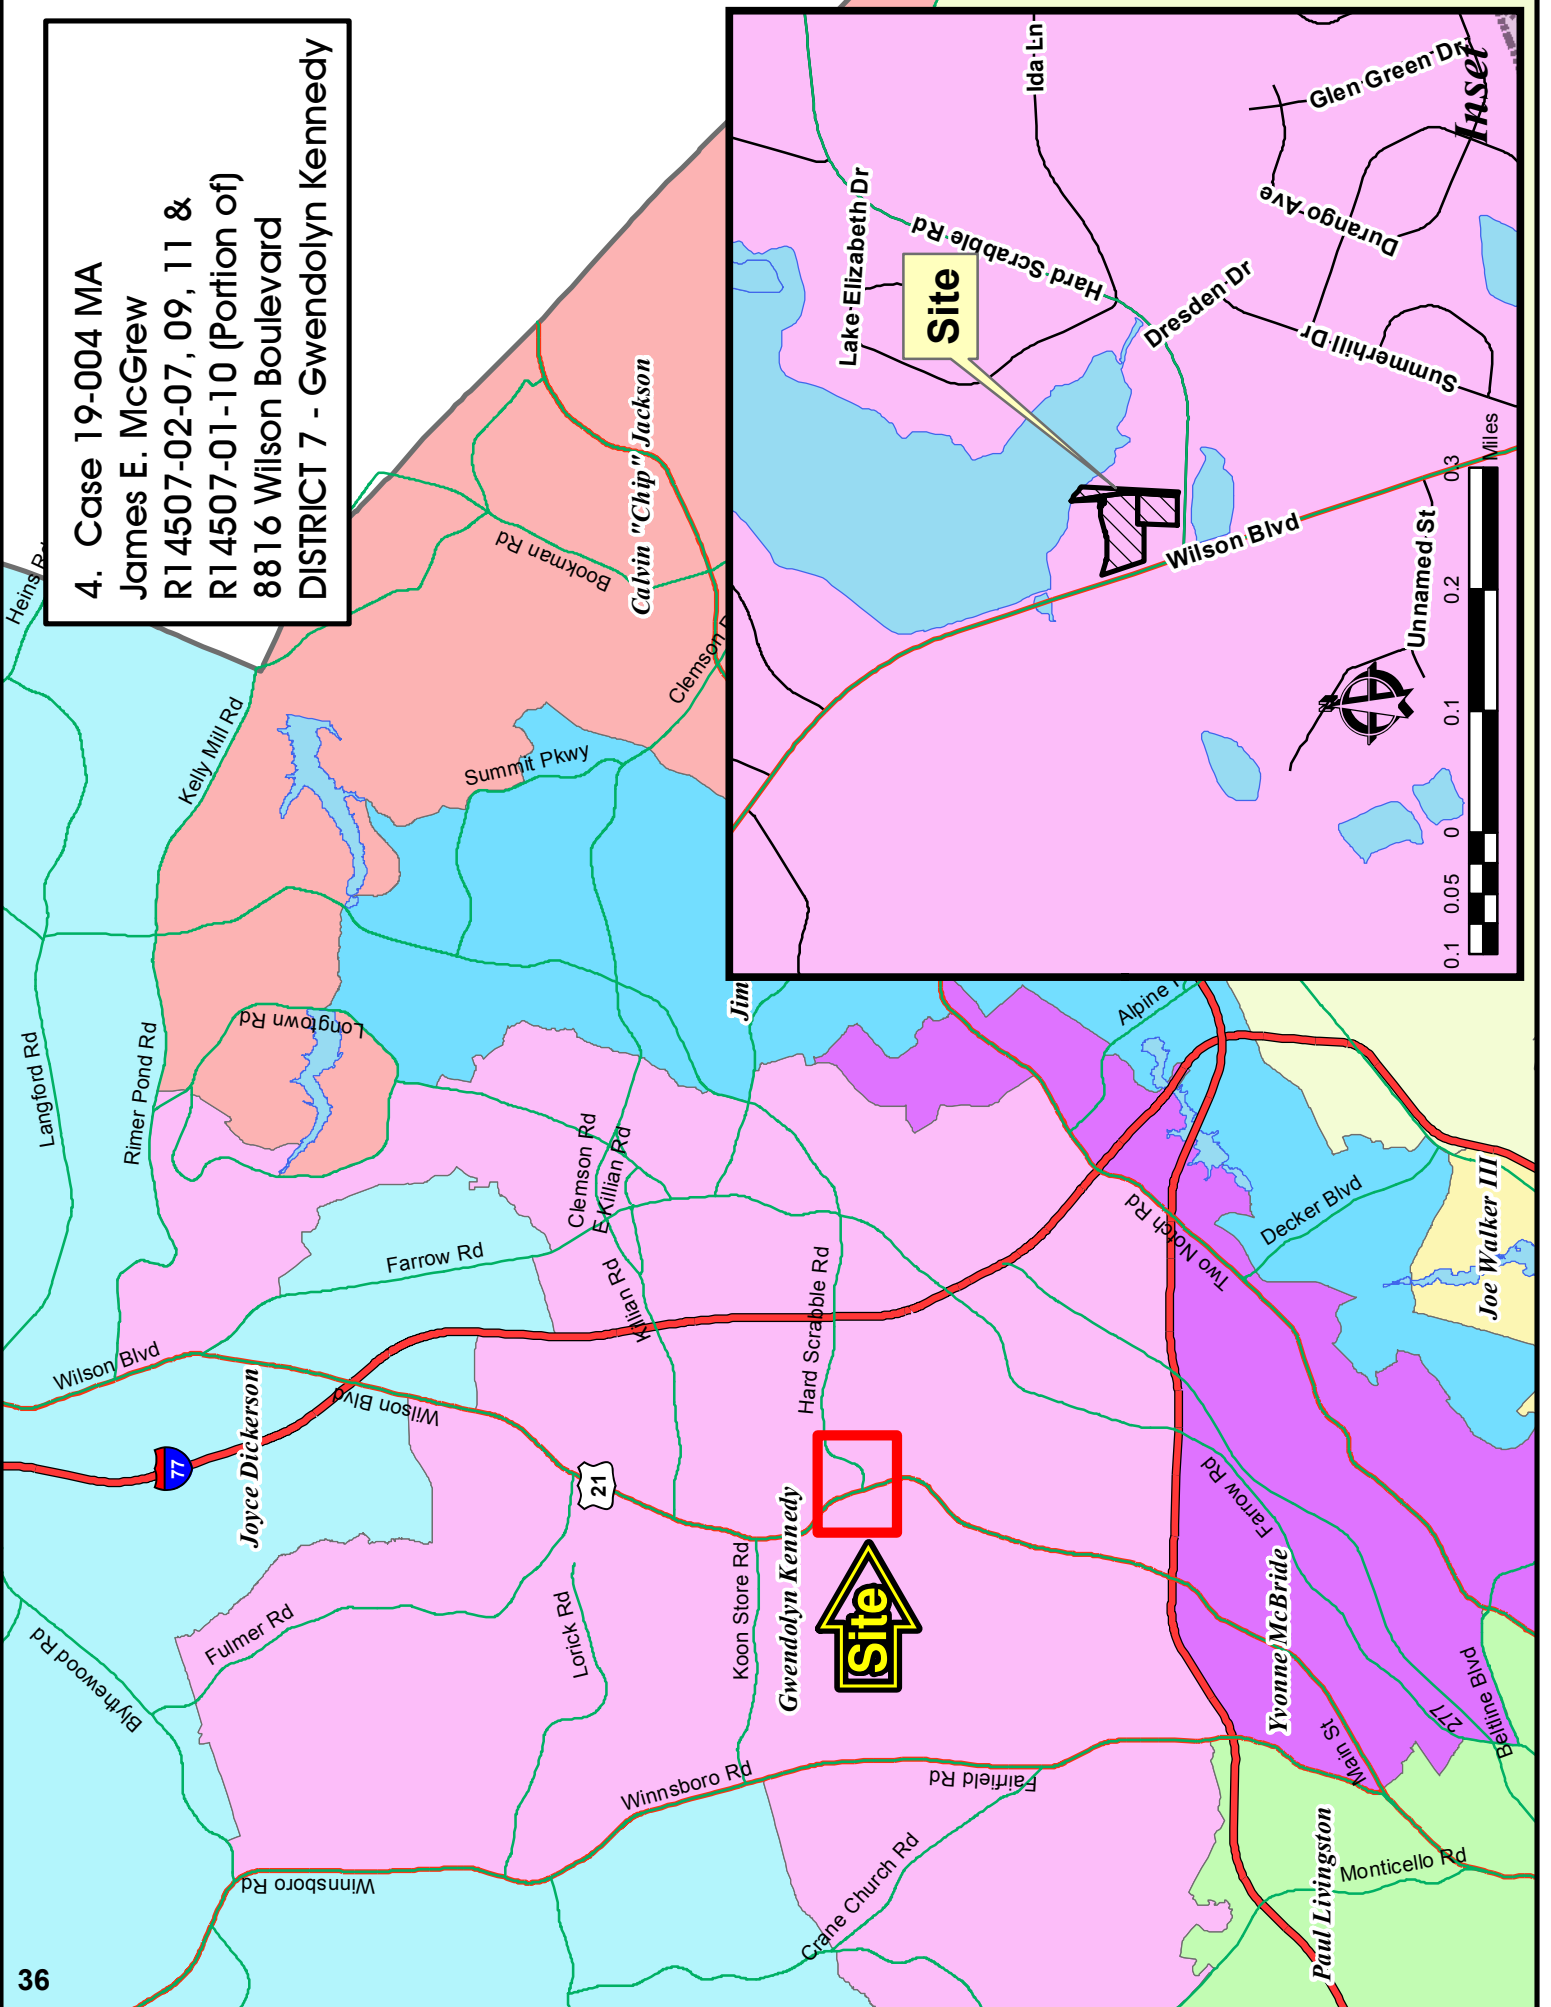 4. Case 19-004 MA
James E. McGrew
R14507-02-07, 09, 11 &
R14507-01-10 (Portion of)
8816 Wilson Boulevard
DISTRICT 7 - Gwendolyn Kennedy
Heins Rd
Langford Rd
Kelly Mill Rd
Rimer Pond Rd
Longtown Rd
Bookman Rd
Calvin "Chip" Jackson
Clemson
Summit Pkwy
Jim
Farrow Rd
Clemson Rd
E Killian Rd
Killian Rd
Wilson Blvd
Wilson Blvd
Joyce Dickerson
77
21
Hard Scrabble Rd
Gwendolyn Kennedy
Site
Koon Store Rd
Lorick Rd
Fulmer Rd
Blythewood Rd
Winnsboro Rd
Winnsboro Rd
Fairfield Rd
Crane Church Rd
Monticello Rd
Paul Livingston
Main St
277
Beltline Blvd
Yvonne McBride
Farrow Rd
Two Notch Rd
Decker Blvd
Joe Walker III
Alpine
Inset
Ida Ln
Glen Green Dr
Lake Elizabeth Dr
Hard Scrabble Rd
Site
Durango Ave
Dresden Dr
Summerhill Dr
Wilson Blvd
Unnamed St
N
0.1 0.05 0 0.1 0.2 0.3
Miles
36